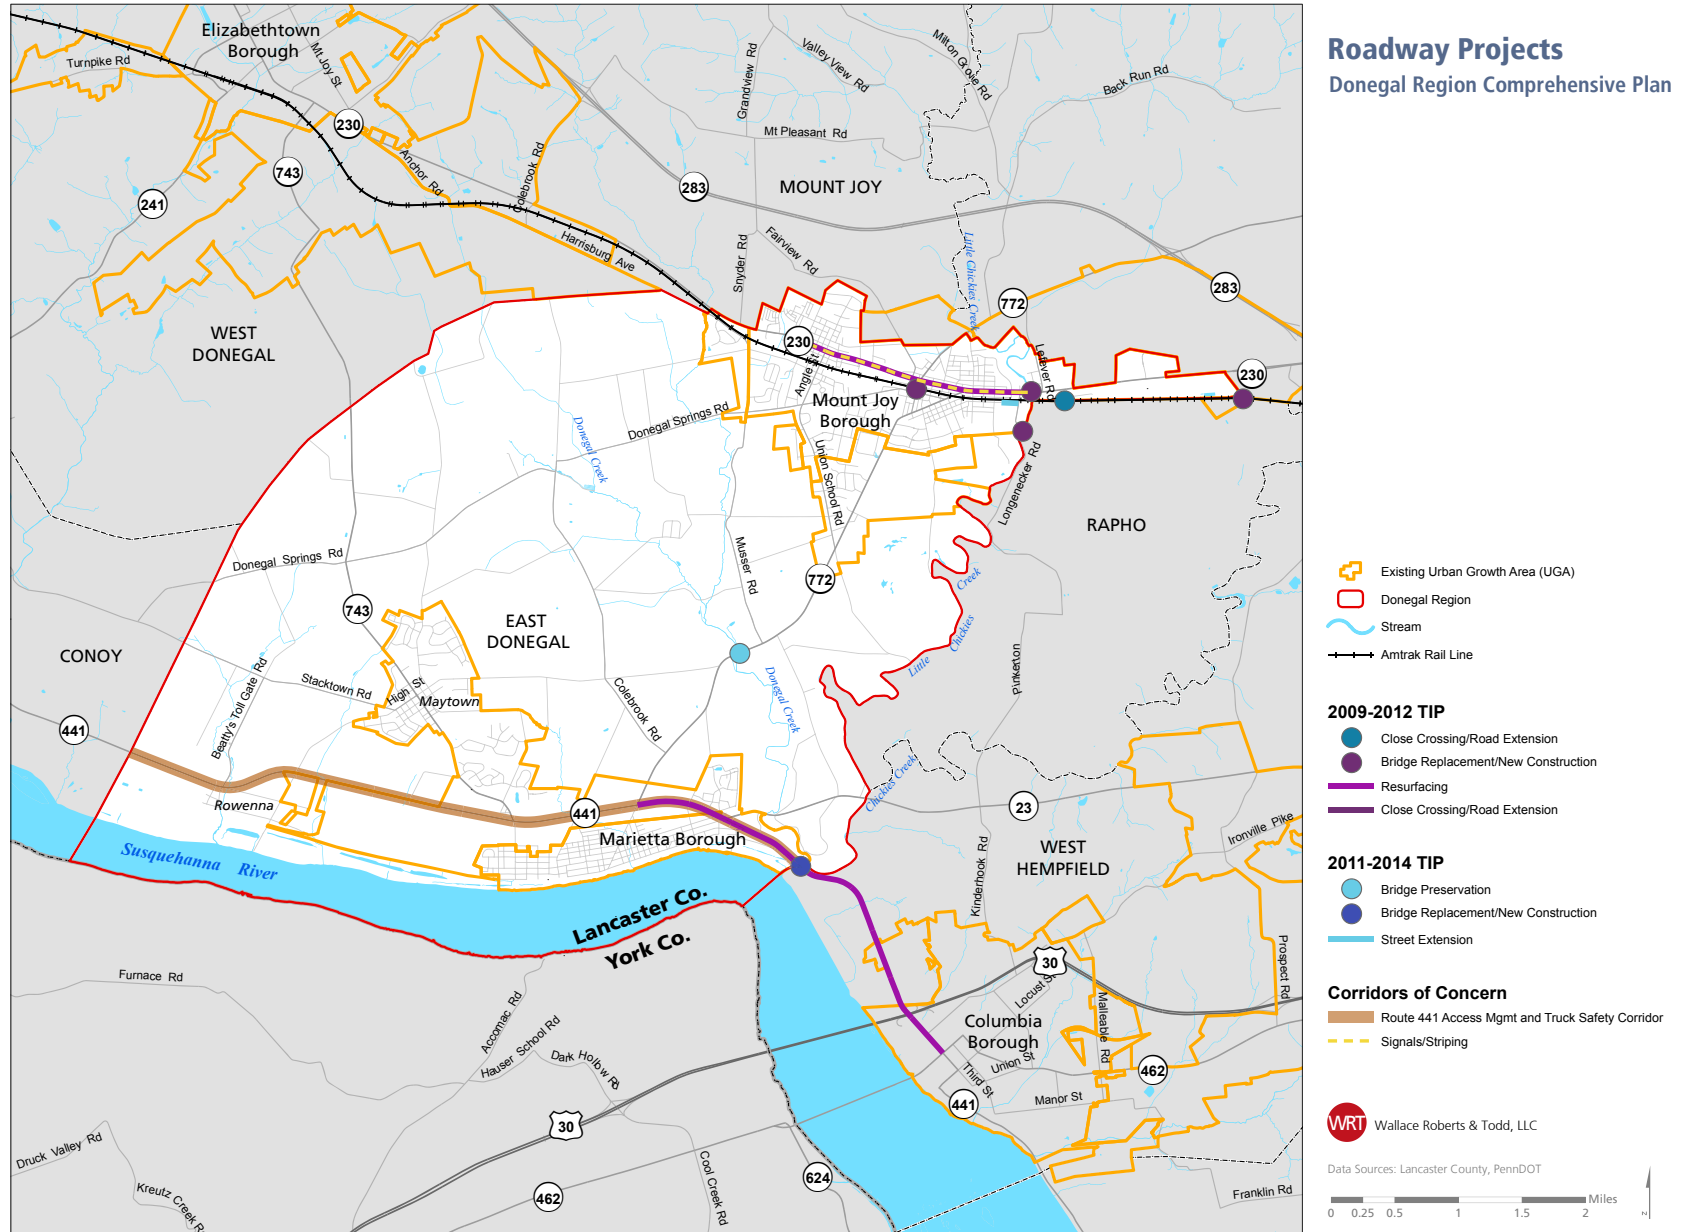 Roadway Projects
Donegal Region Comprehensive Plan
Elizabethtown
Borough
Turnpike Rd
Mt Joy St
230
743
241
Anchor Rd
Colebrook Rd
Harrisburg Ave
Grandview Rd
Valley View Rd
Milton Grove Rd
Back Run Rd
Mt Pleasant Rd
283
MOUNT JOY
Snyder Rd
Fairview Rd
Little Chickies Creek
772
283
WEST
DONEGAL
230
Angle St
Lefever Rd
230
Mount Joy
Borough
Donegal Springs Rd
Donegal Creek
Union School Rd
Longenecker Rd
RAPHO
Donegal Springs Rd
Musser Rd
772
Little Chickies Creek
743
EAST
DONEGAL
CONOY
Beatty's Toll Gate Rd
Stacktown Rd
High St
Maytown
Colebrook Rd
Donegal Creek
Pinkerton
441
Chickies Creek
Rowenna
441
Marietta Borough
23
Ironville Pike
Susquehanna River
WEST
HEMPFIELD
Kinderhook Rd
Lancaster Co.
York Co.
Furnace Rd
Accomac Rd
Hauser School Rd
Dark Hollow Rd
30
Locust St
Prospect Rd
Columbia
Borough
Malleable Rd
Union St
Third St
462
Manor St
441
30
Druck Valley Rd
Kreutz Creek R
462
Cool Creek Rd
624
Franklin Rd
Existing Urban Growth Area (UGA)
Donegal Region
Stream
Amtrak Rail Line
2009-2012 TIP
Close Crossing/Road Extension
Bridge Replacement/New Construction
Resurfacing
Close Crossing/Road Extension
2011-2014 TIP
Bridge Preservation
Bridge Replacement/New Construction
Street Extension
Corridors of Concern
Route 441 Access Mgmt and Truck Safety Corridor
Signals/Striping
WRT Wallace Roberts & Todd, LLC
Data Sources: Lancaster County, PennDOT
Miles
0 0.25 0.5 1 1.5 2
z